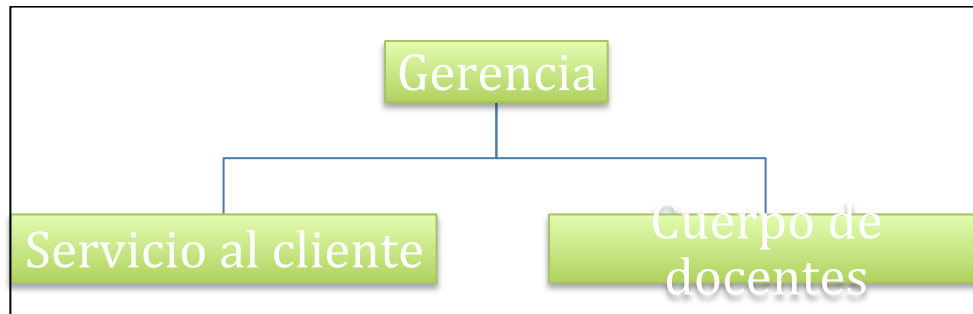 Gerencia
Servicio al cliente
Cuerpo de
docentes